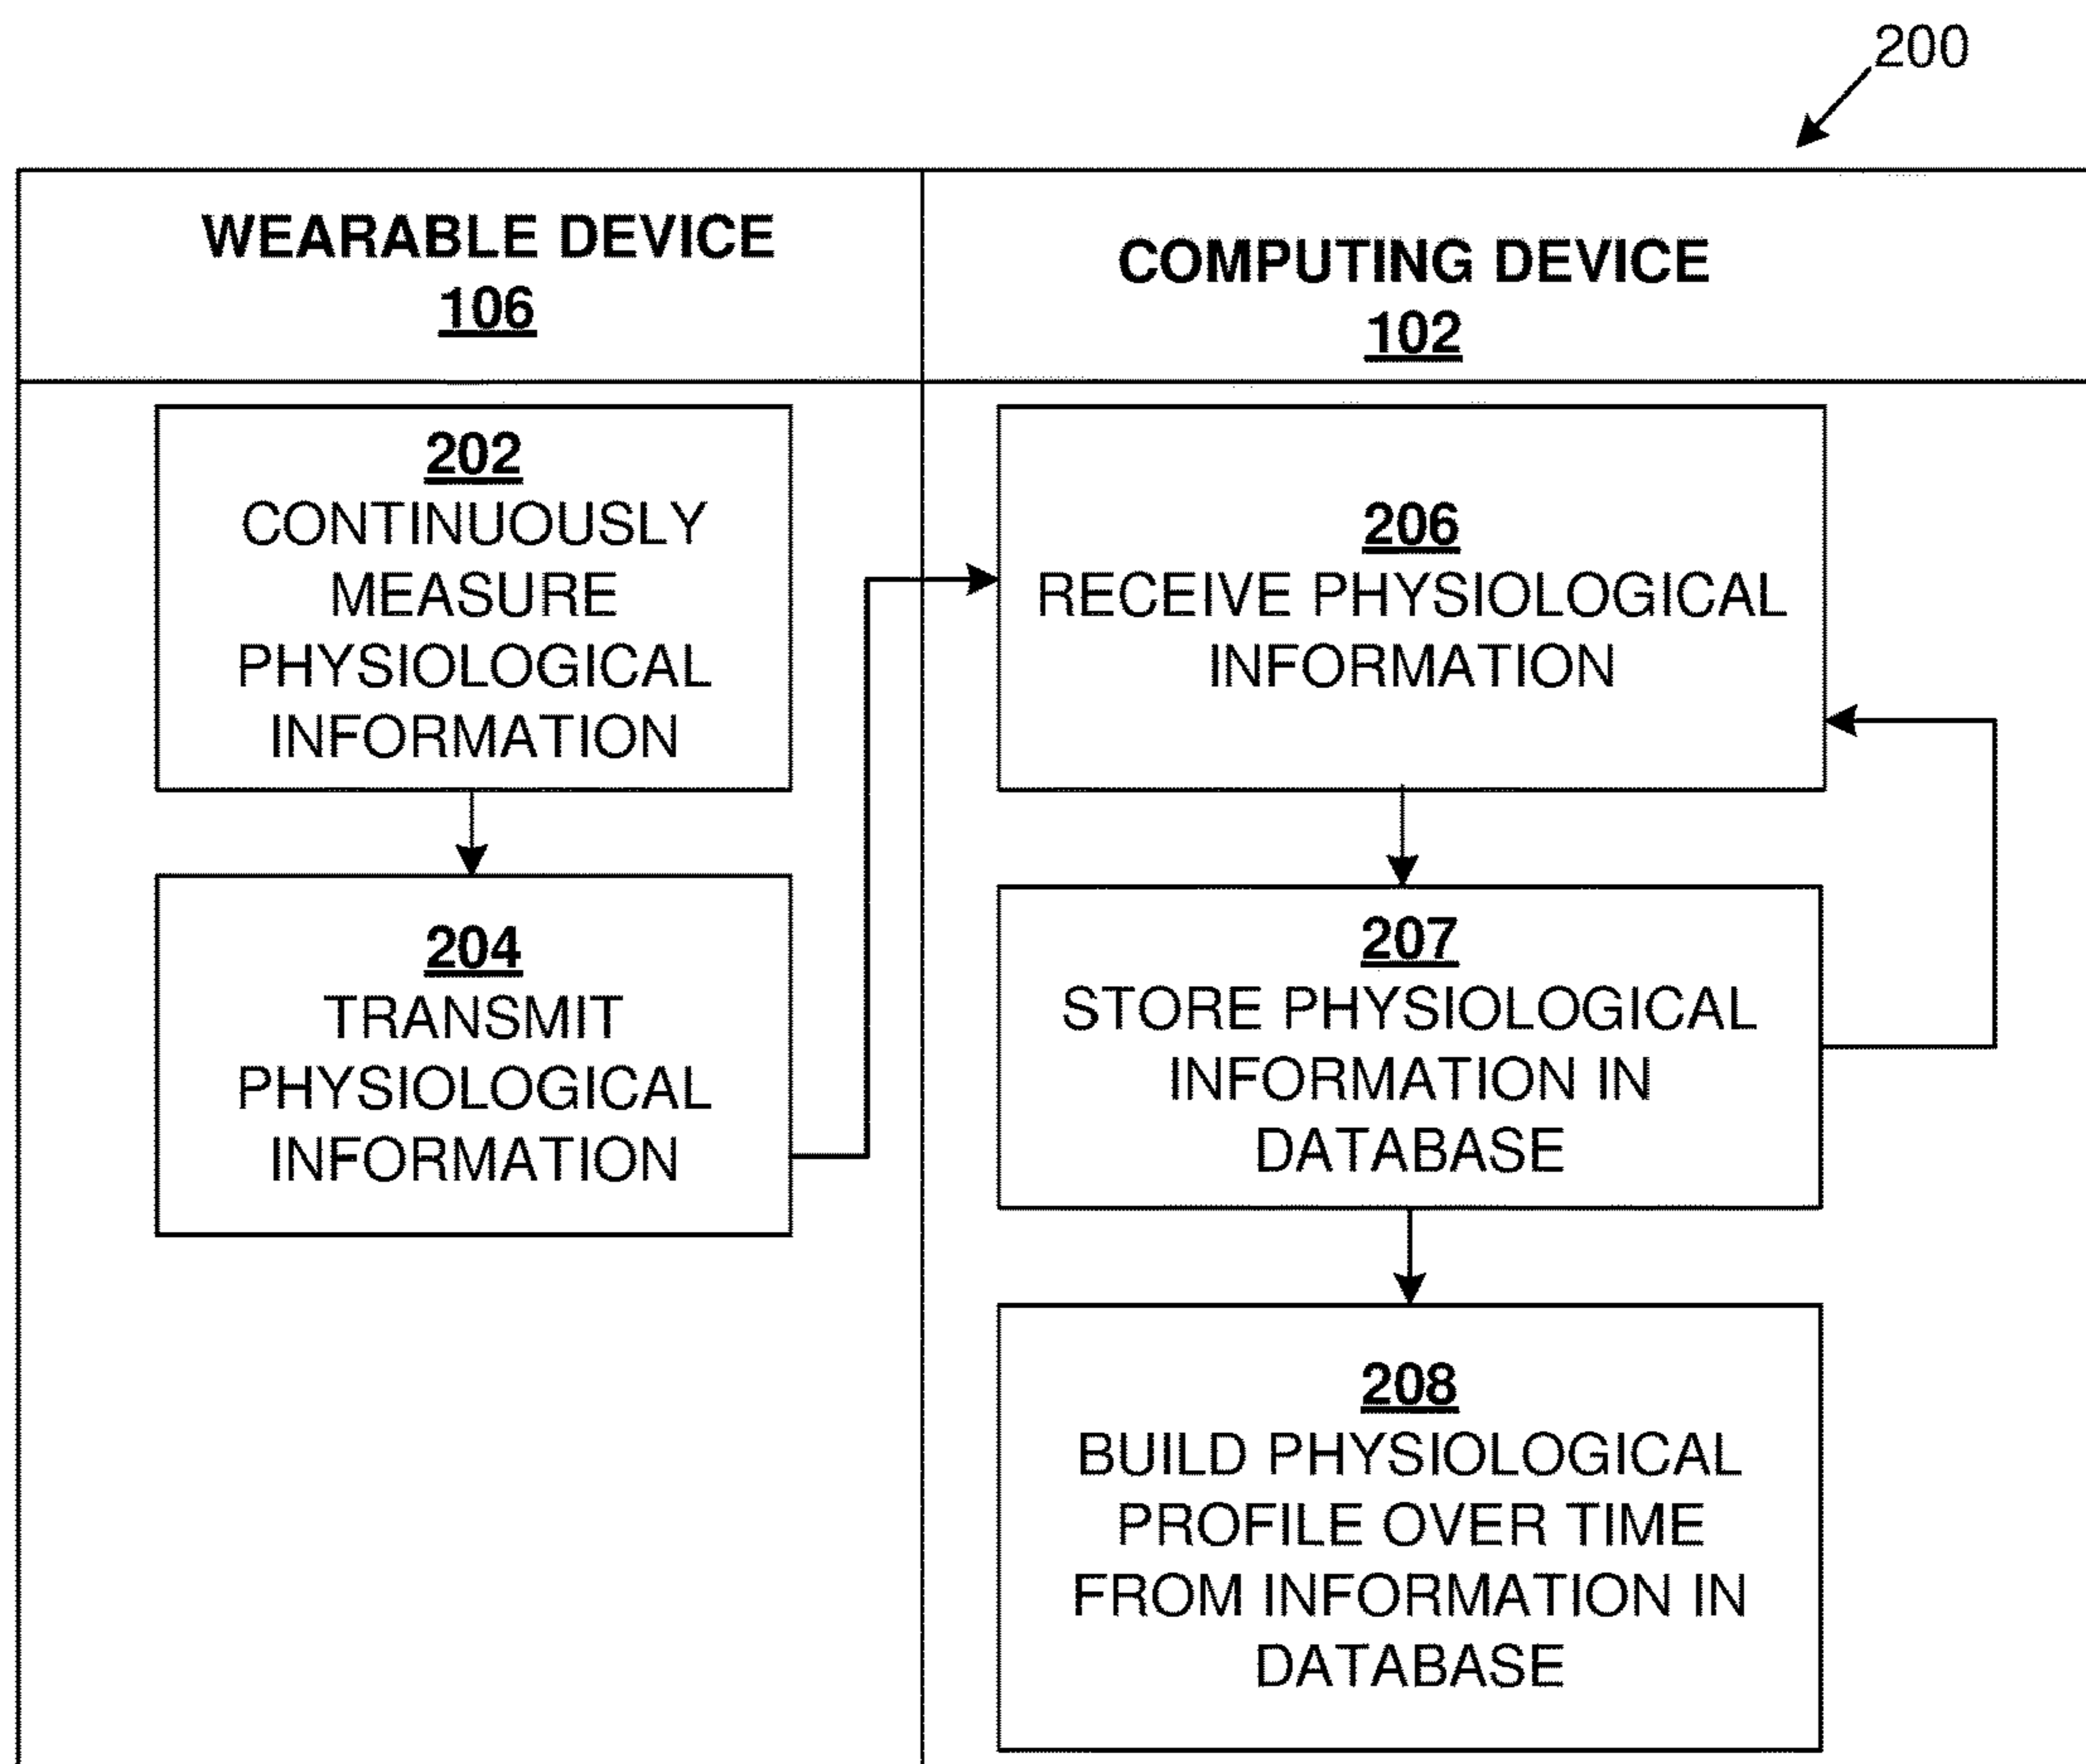 200
WEARABLE DEVICE
106
COMPUTING DEVICE
102
202
CONTINUOUSLY
MEASURE
PHYSIOLOGICAL
INFORMATION
204
TRANSMIT
PHYSIOLOGICAL
INFORMATION
206
RECEIVE PHYSIOLOGICAL
INFORMATION
207
STORE PHYSIOLOGICAL
INFORMATION IN
DATABASE
208
BUILD PHYSIOLOGICAL
PROFILE OVER TIME
FROM INFORMATION IN
DATABASE